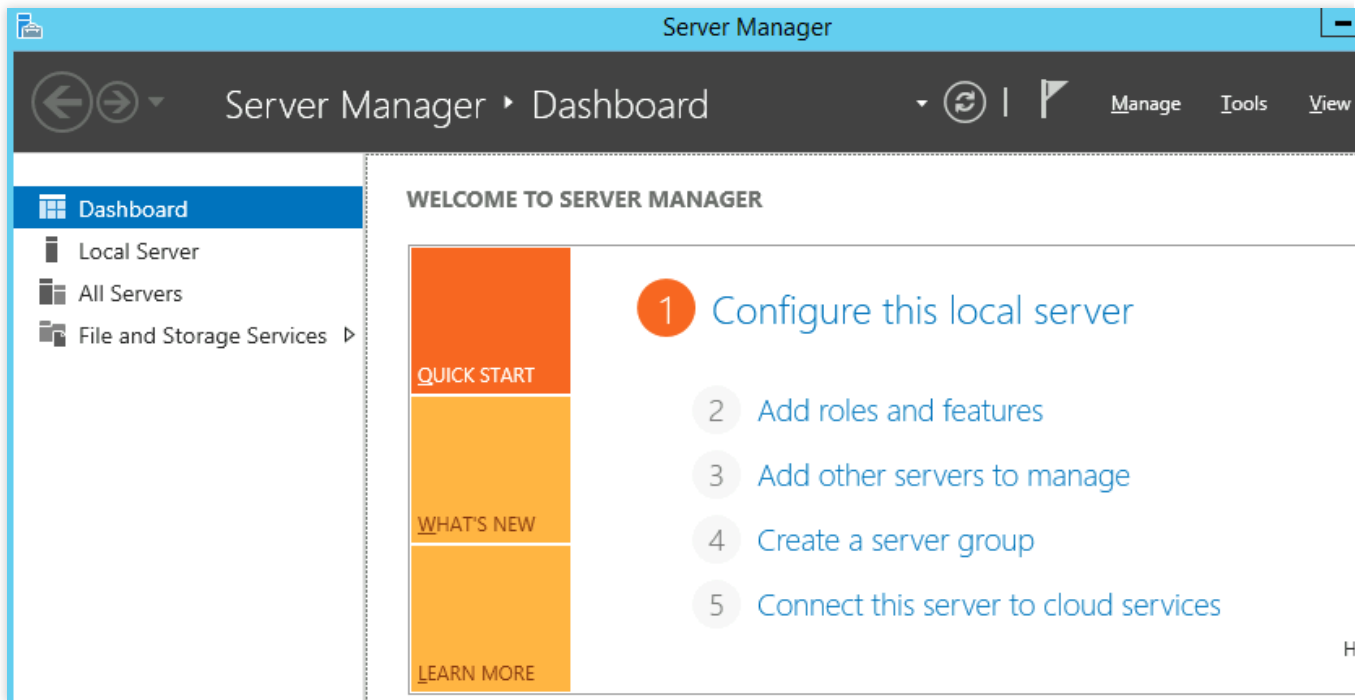 Server Manager
Server Manager ‣ Dashboard
Manage Tools View
Dashboard
Local Server
All Servers
File and Storage Services
WELCOME TO SERVER MANAGER
QUICK START
WHAT'S NEW
LEARN MORE
1 Configure this local server
2 Add roles and features
3 Add other servers to manage
4 Create a server group
5 Connect this server to cloud services
H